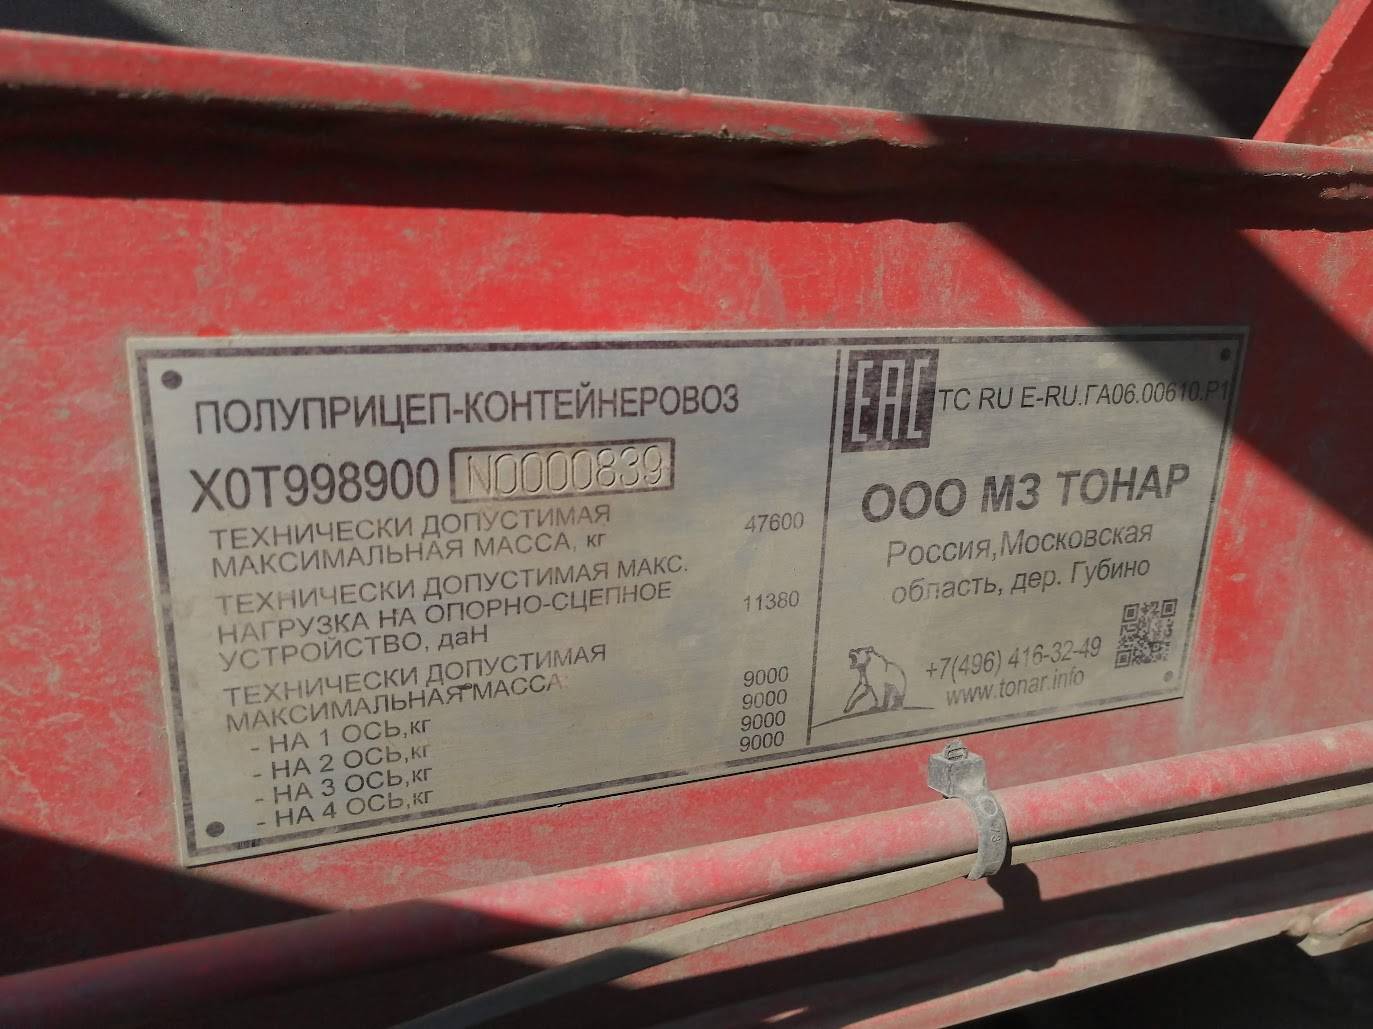 ПОЛУПРИЦЕП-КОНТЕЙНЕРОВОЗ
X0T998900 N0000839
ТЕХНИЧЕСКИ ДОПУСТИМАЯ
МАКСИМАЛЬНАЯ МАССА, кг 47600
ТЕХНИЧЕСКИ ДОПУСТИМАЯ МАКС.
НАГРУЗКА НА ОПОРНО-СЦЕПНОЕ
УСТРОЙСТВО, даН 11380
ТЕХНИЧЕСКИ ДОПУСТИМАЯ
МАКСИМАЛЬНАЯ МАССА
- НА 1 ОСЬ,кг 9000
- НА 2 ОСЬ,кг 9000
- НА 3 ОСЬ,кг 9000
- НА 4 ОСЬ,кг 9000
EAC TC RU E-RU.ГА06.00610.P1
ООО МЗ ТОНАР
Россия,Московская
область, дер. Губино
+7(496) 416-32-49
www.tonar.info